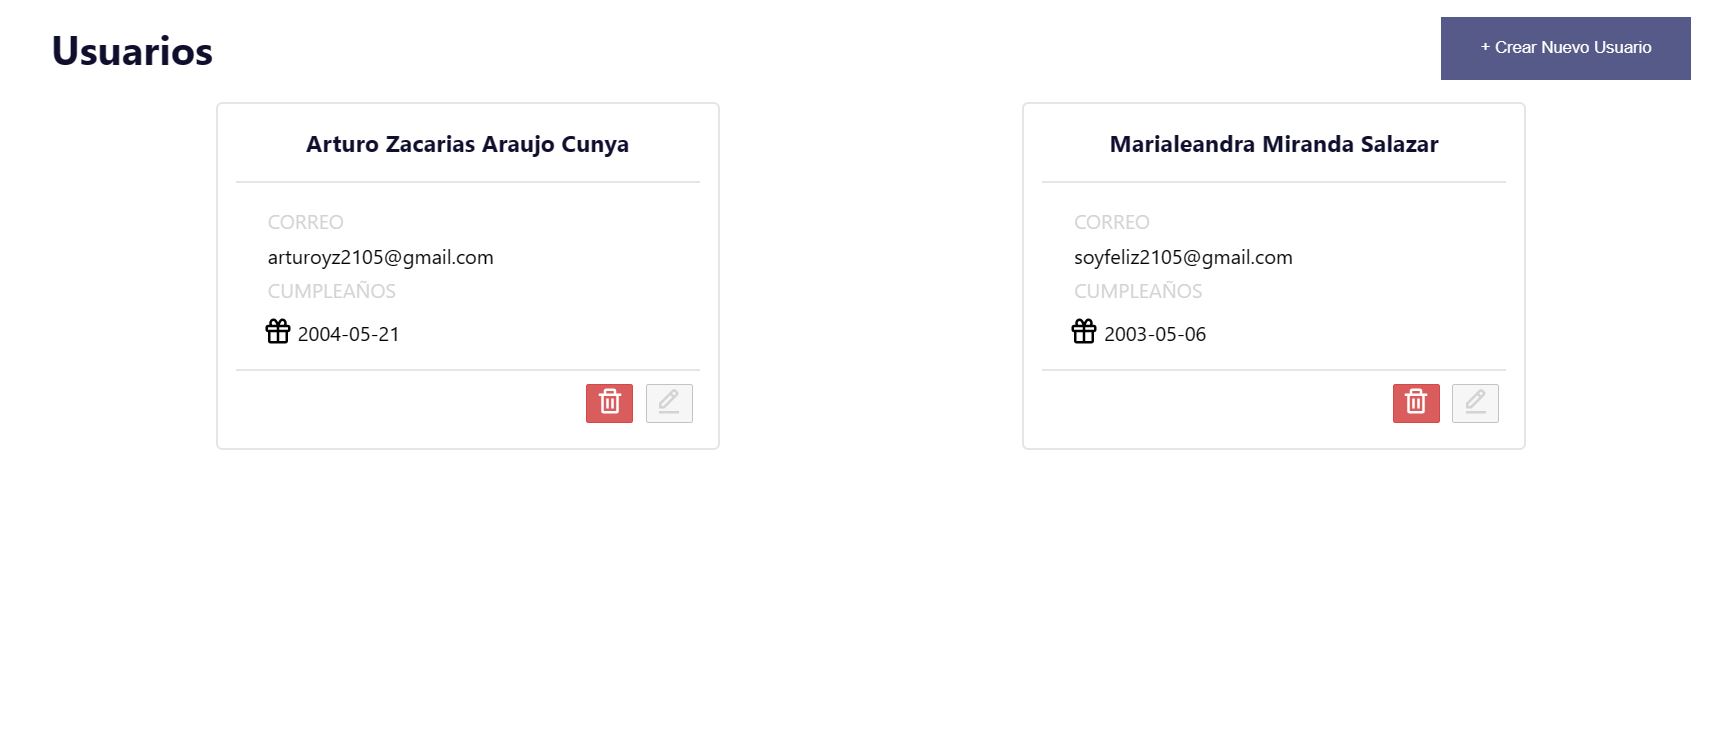 Usuarios
+ Crear Nuevo Usuario
Arturo Zacarias Araujo Cunya
CORREO
arturoyz2105@gmail.com
CUMPLEAÑOS
2004-05-21
Marialeandra Miranda Salazar
CORREO
soyfeliz2105@gmail.com
CUMPLEAÑOS
2003-05-06